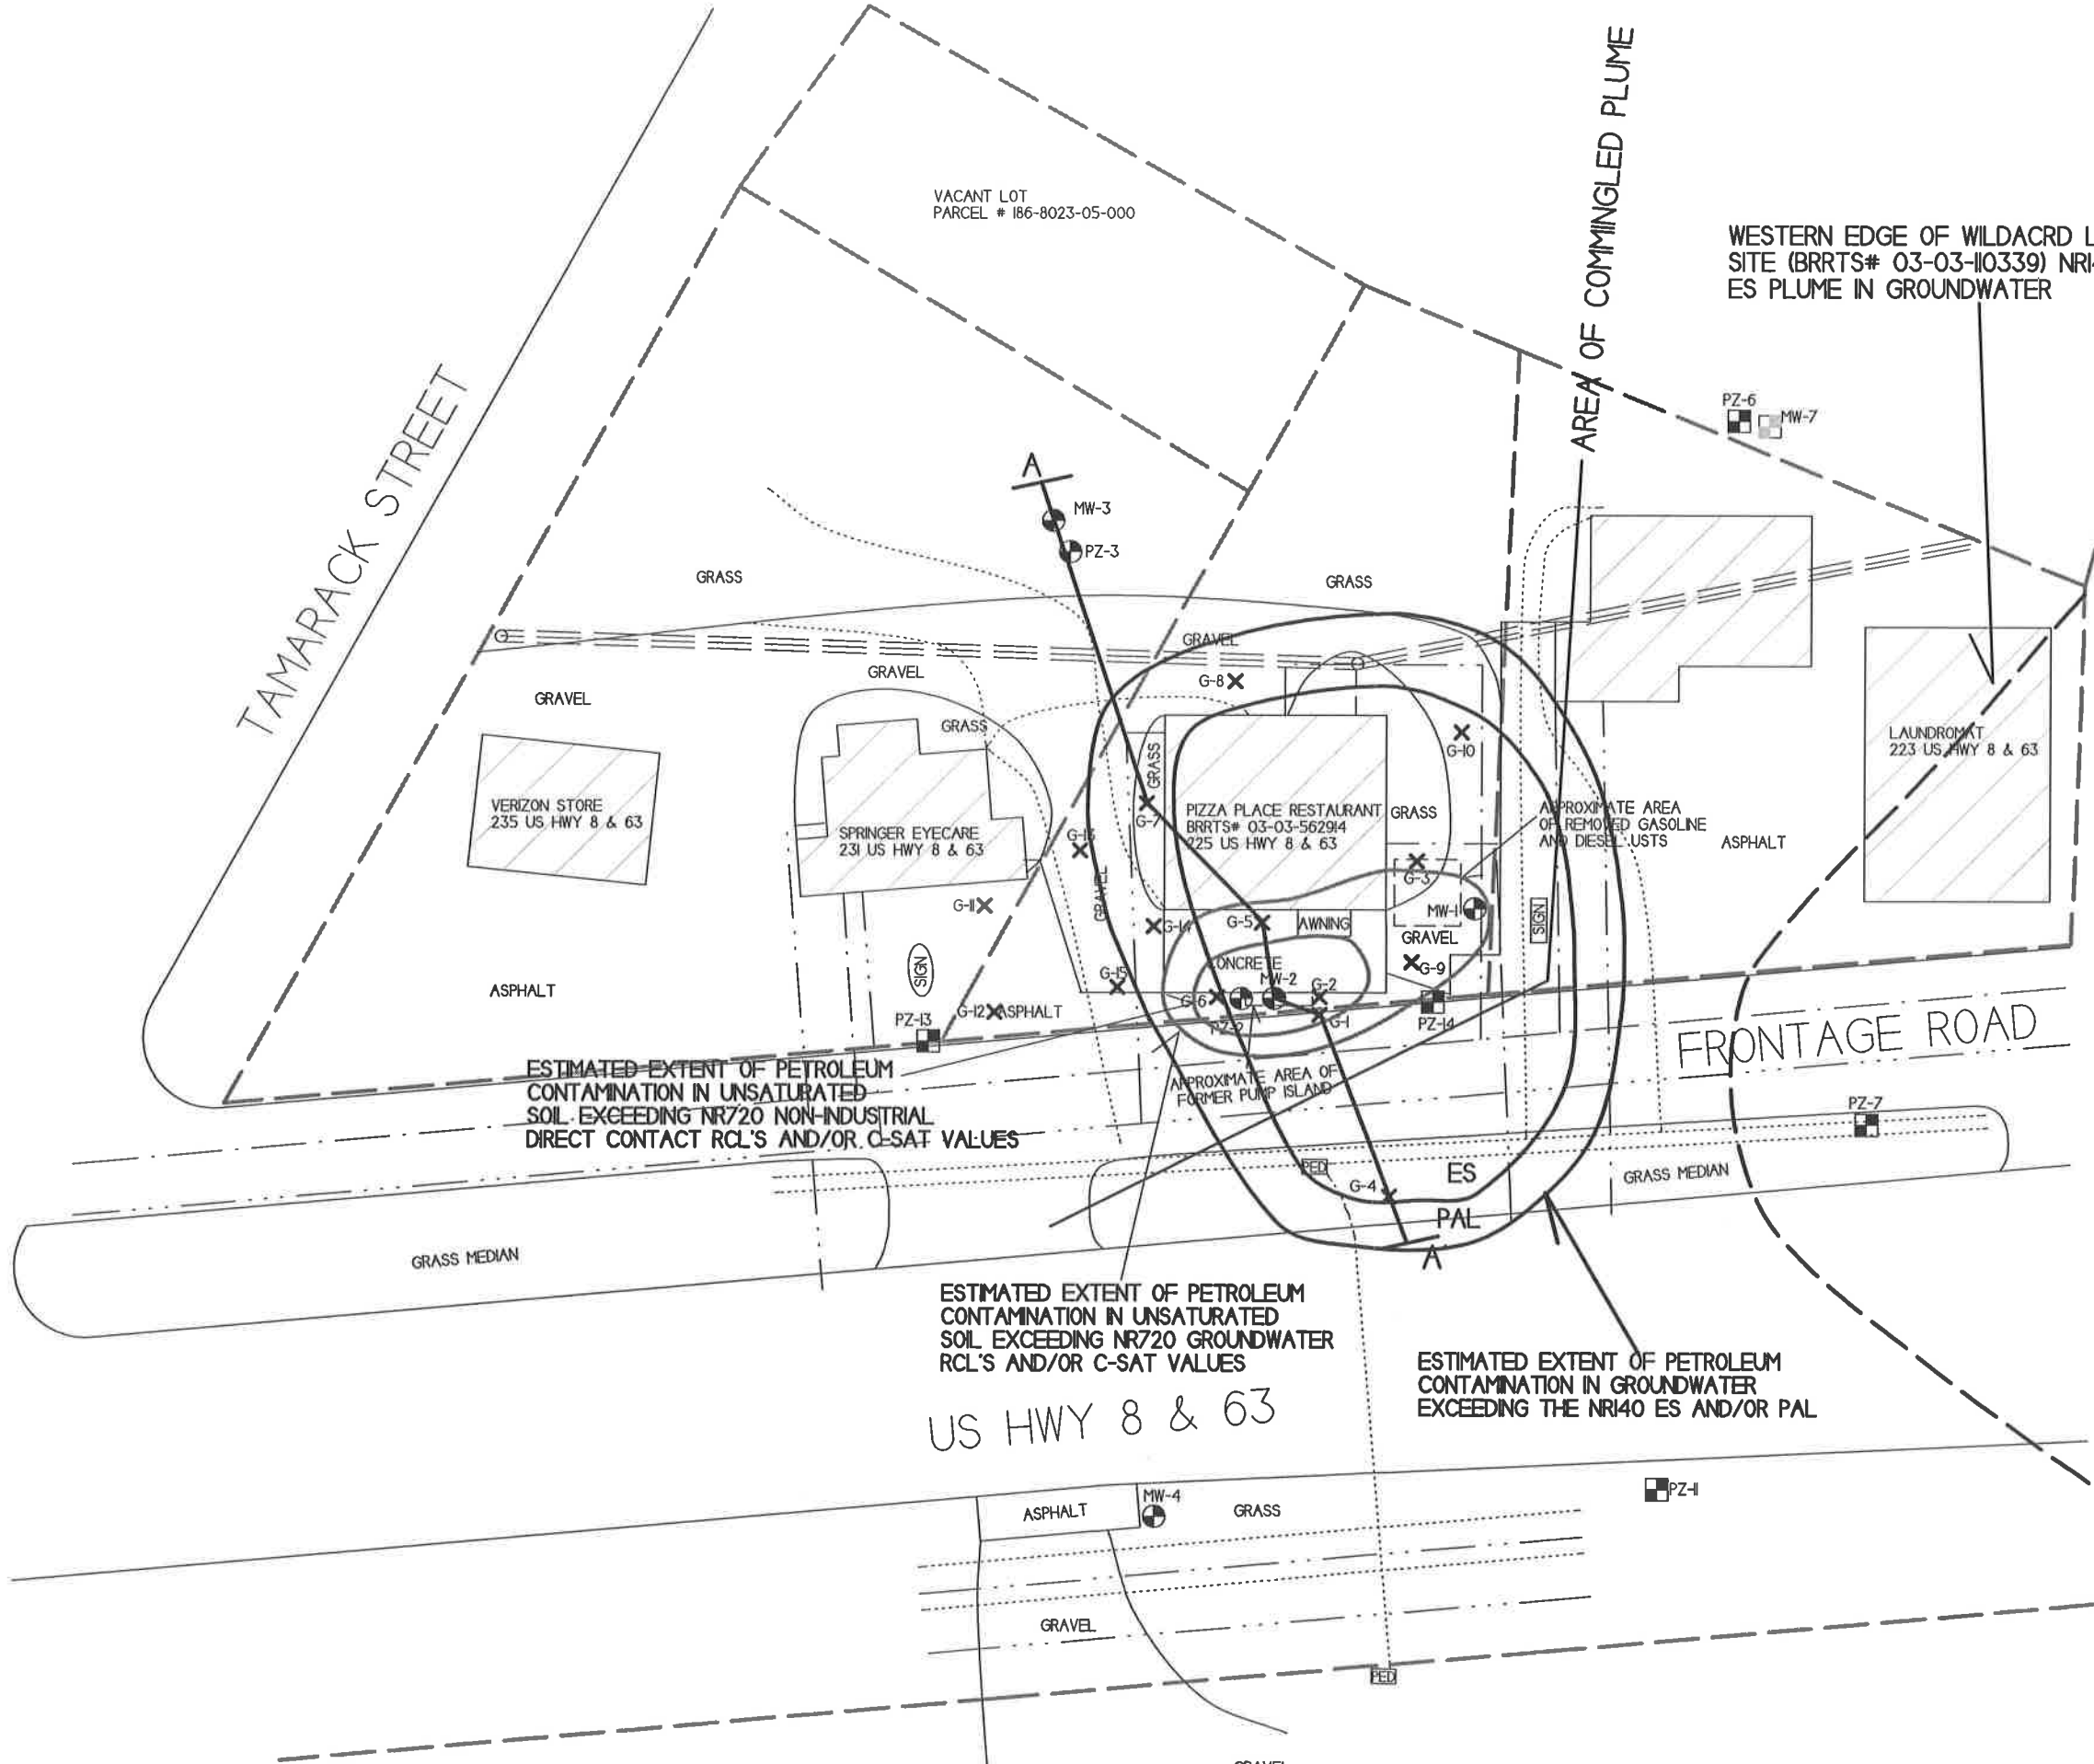 VACANT LOT
PARCEL # 186-8023-05-000
AREA OF COMMINGLED PLUME
WESTERN EDGE OF WILDACRD L
SITE (BRRTS# 03-03-110339) NR14
ES PLUME IN GROUNDWATER
TAMARACK STREET
PZ-6
MW-7
A
MW-3
PZ-3
GRASS
GRASS
GRAVEL
GRAVEL
GRAVEL
G-8
GRASS
G-10
GRASS
LAUNDROMAT
223 US HWY 8 & 63
VERIZON STORE
235 US HWY 8 & 63
SPRINGER EYECARE
231 US HWY 8 & 63
G-13
G-7
PIZZA PLACE RESTAURANT
BRRTS# 03-03-562914
225 US HWY 8 & 63
GRASS
APPROXIMATE AREA
OF REMOVED GASOLINE
AND DIESEL USTS
ASPHALT
G-3
GRAVEL
G-11
G-14
G-5
AWNING
MW-1
SIGN
GRAVEL
SIGN
CONCRETE
G-9
G-15
MW-2
G-2
ASPHALT
G-6
G-12
ASPHALT
PZ-13
PZ-2
G-1
PZ-14
FRONTAGE ROAD
ESTIMATED EXTENT OF PETROLEUM
CONTAMINATION IN UNSATURATED
SOIL EXCEEDING NR720 NON-INDUSTRIAL
DIRECT CONTACT RCL'S AND/OR C-SAT VALUES
APPROXIMATE AREA OF
FORMER PUMP ISLAND
PZ-7
PED
ES
G-4
GRASS MEDIAN
PAL
GRASS MEDIAN
A'
ESTIMATED EXTENT OF PETROLEUM
CONTAMINATION IN UNSATURATED
SOIL EXCEEDING NR720 GROUNDWATER
RCL'S AND/OR C-SAT VALUES
ESTIMATED EXTENT OF PETROLEUM
CONTAMINATION IN GROUNDWATER
EXCEEDING THE NR140 ES AND/OR PAL
US HWY 8 & 63
PZ-11
ASPHALT
MW-4
GRASS
GRAVEL
PED